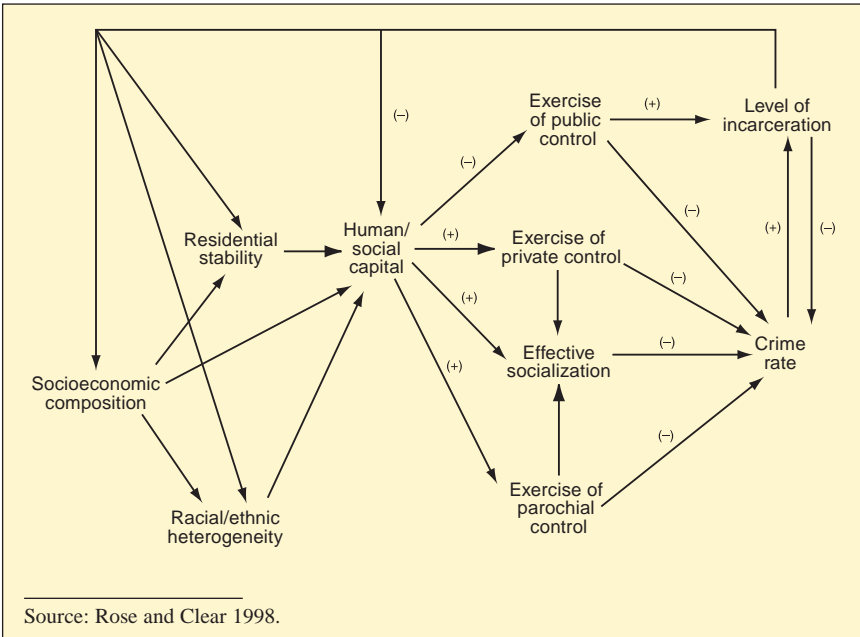 Exercise
of public
control
(+)
Level of
incarceration
(–)
(–)
(–)
(+)
(–)
Residential
stability
Human/
social
capital
(+)
Exercise of
private control
(–)
(+)
Effective
socialization
(–)
Crime
rate
Socioeconomic
composition
(+)
(–)
Exercise of
parochial
control
Racial/ethnic
heterogeneity
Source: Rose and Clear 1998.